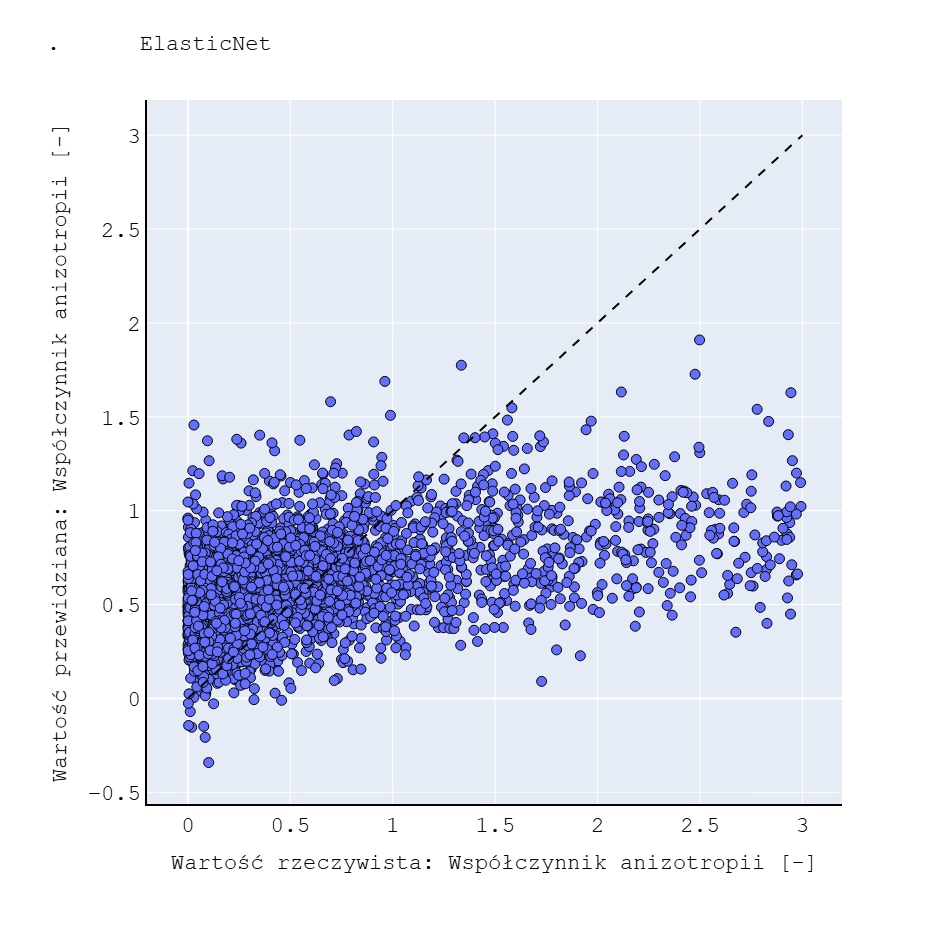 . ElasticNet
Wartość przewidziana: Współczynnik anizotropii [−]
3
2.5
2
1.5
1
0.5
0
−0.5
0 0.5 1 1.5 2 2.5 3
Wartość rzeczywista: Współczynnik anizotropii [−]